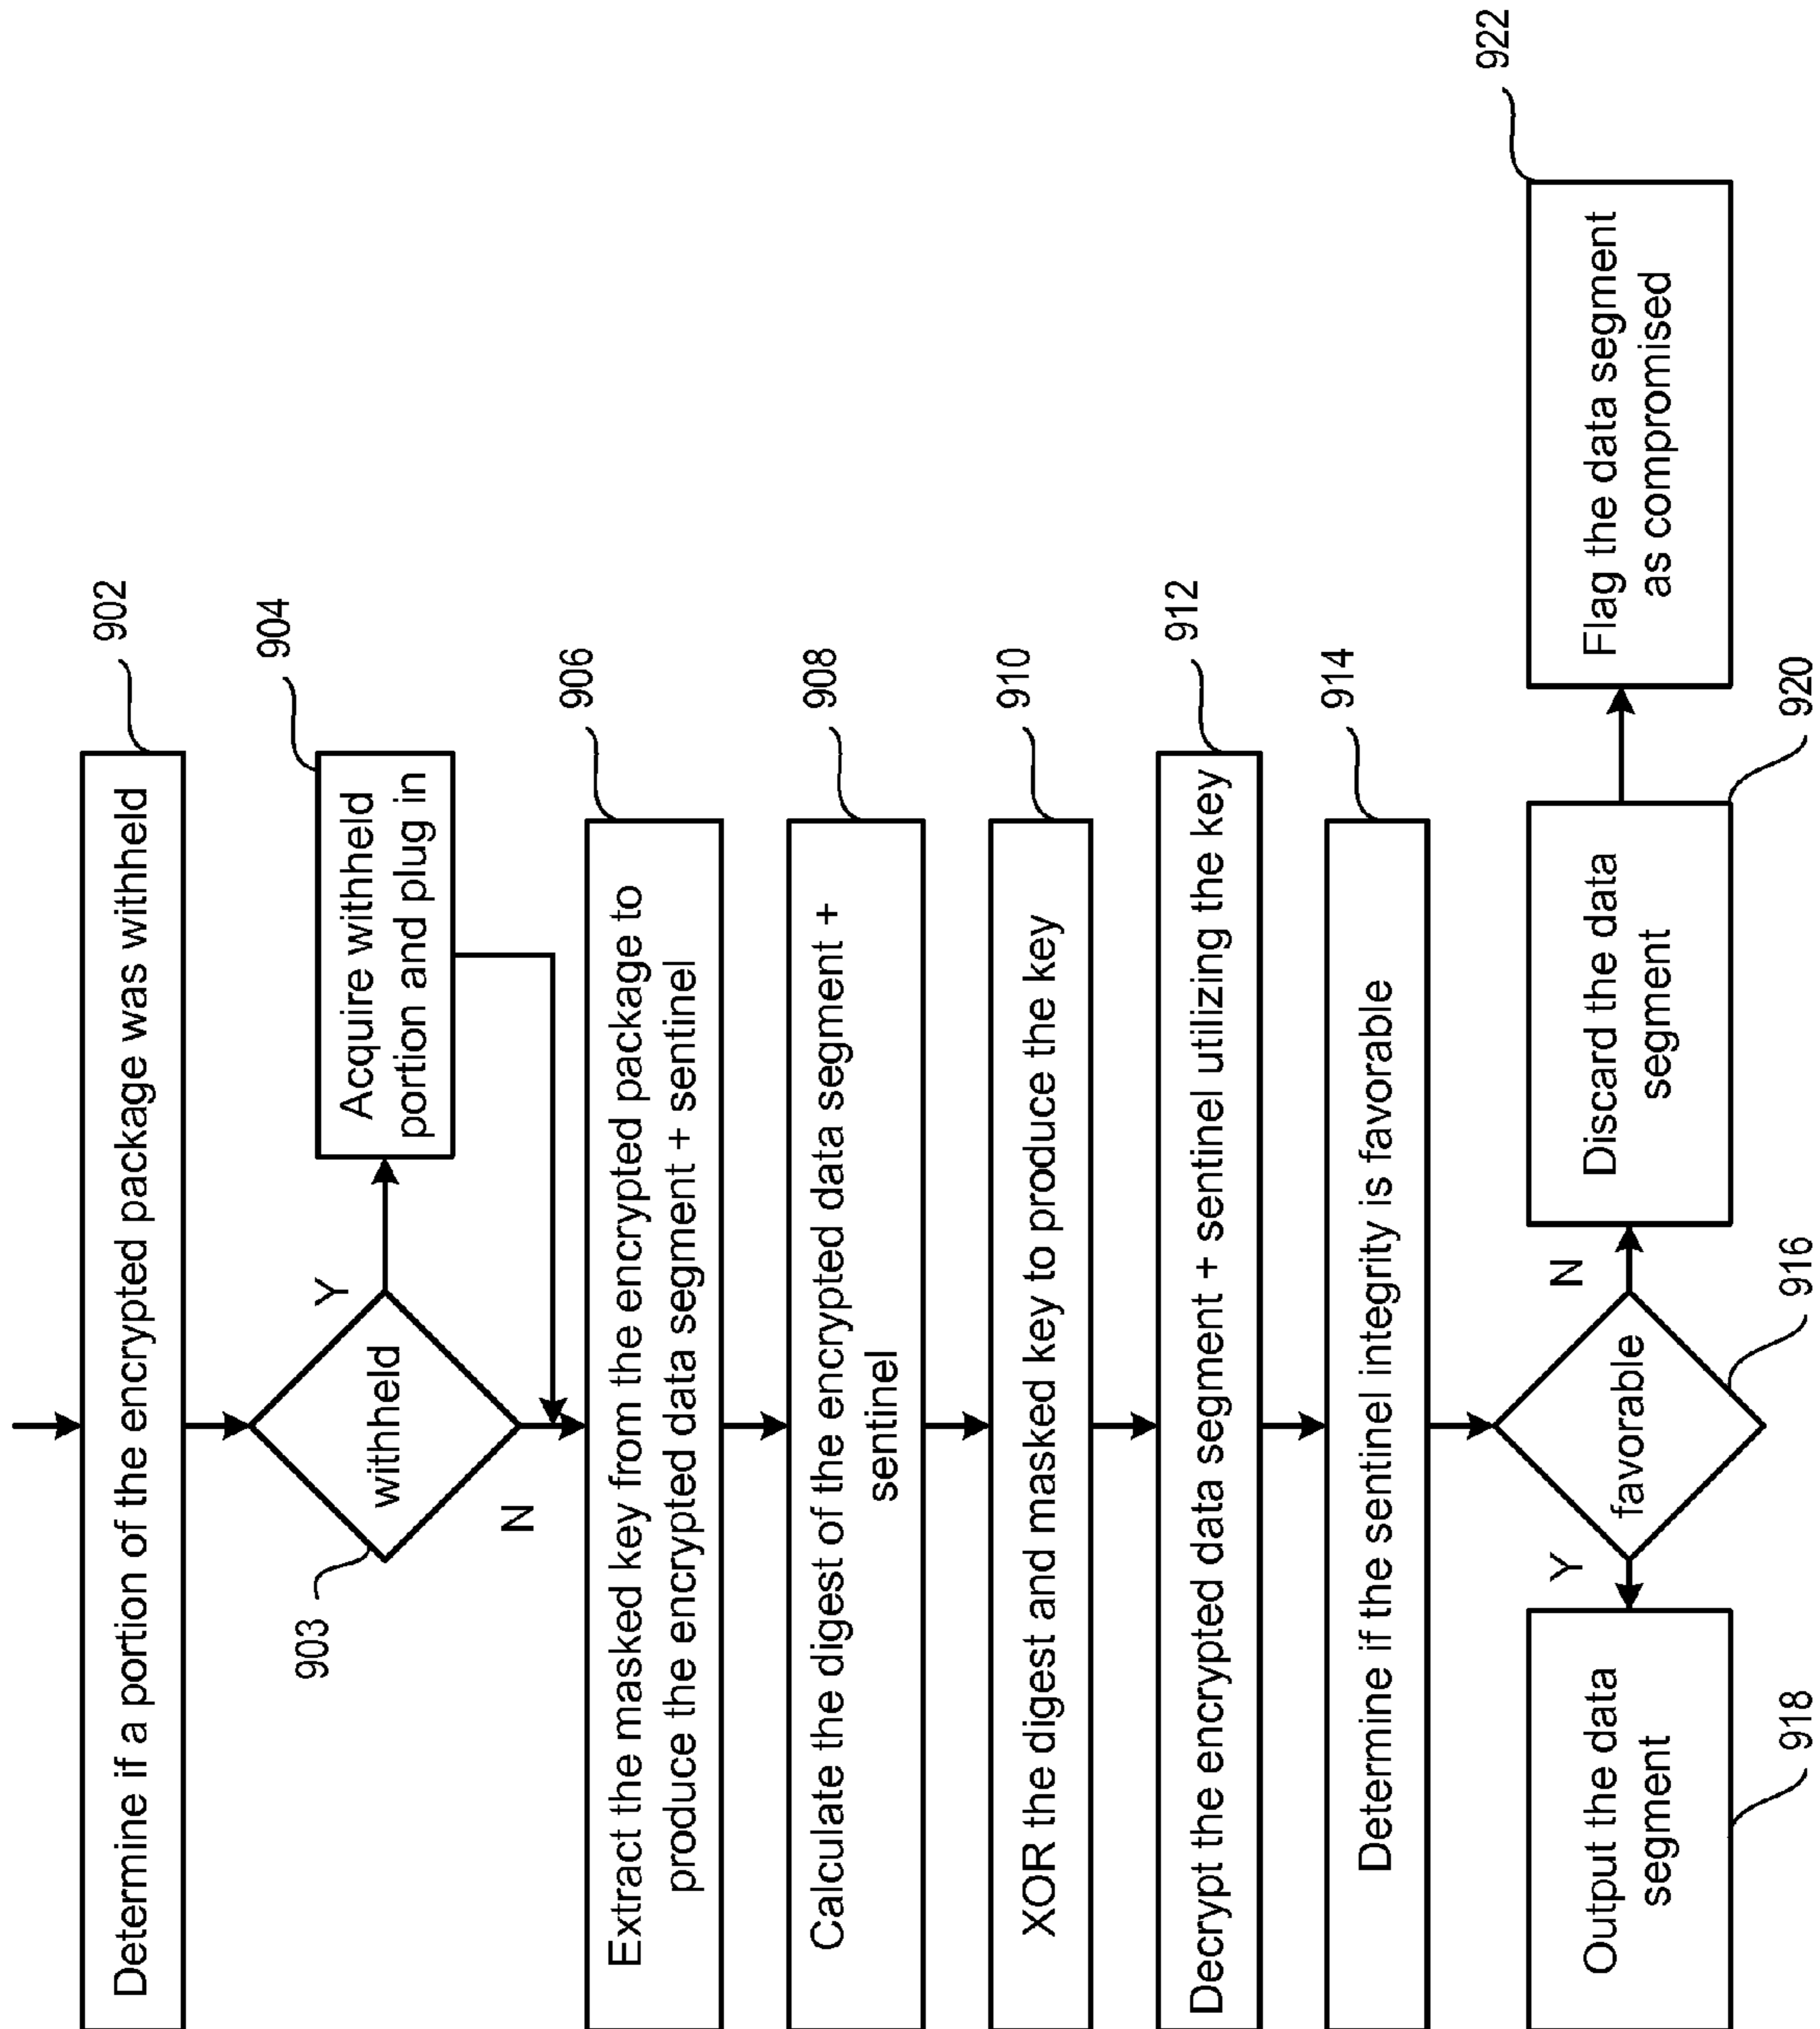 902
Determine if a portion of the encrypted package was withheld
903
withheld
Y
N
904
Acquire withheld
portion and plug in
906
Extract the masked key from the encrypted package to
produce the encrypted data segment + sentinel
908
Calculate the digest of the encrypted data segment +
sentinel
910
XOR the digest and masked key to produce the key
912
Decrypt the encrypted data segment + sentinel utilizing the key
914
Determine if the sentinel integrity is favorable
Y
favorable
N
916
Output the data
segment
918
Discard the data
segment
920
Flag the data segment
as compromised
922